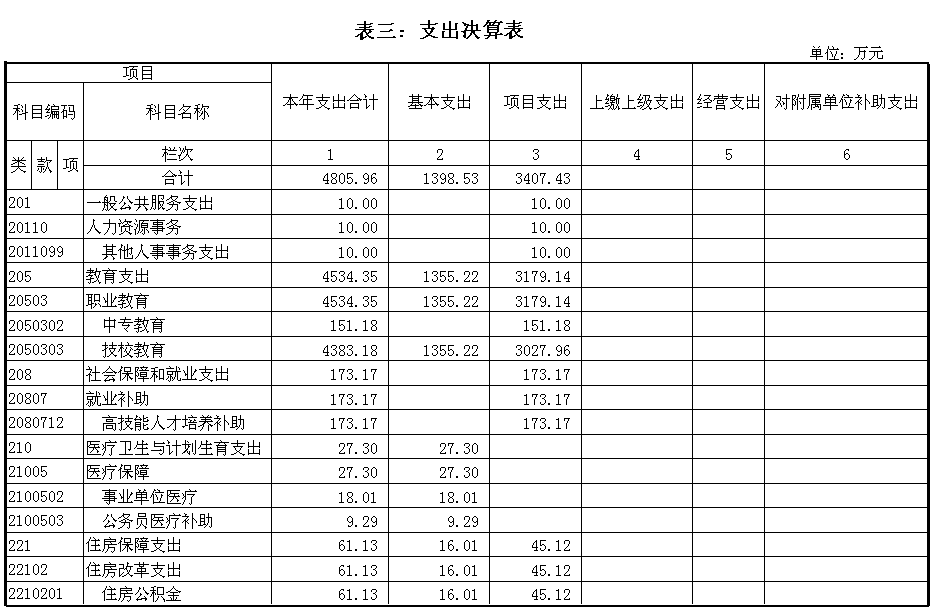 表三：支出决算表
单位：万元
项目 本年支出合计 基本支出 项目支出 上缴上级支出 经营支出 对附属单位补助支出
科目编码 科目名称
类 款 项 栏次 1 2 3 4 5 6
合计 4805.96 1398.53 3407.43
201 一般公共服务支出 10.00 10.00
20110 人力资源事务 10.00 10.00
2011099 其他人事事务支出 10.00 10.00
205 教育支出 4534.35 1355.22 3179.14
20503 职业教育 4534.35 1355.22 3179.14
2050302 中专教育 151.18 151.18
2050303 技校教育 4383.18 1355.22 3027.96
208 社会保障和就业支出 173.17 173.17
20807 就业补助 173.17 173.17
2080712 高技能人才培养补助 173.17 173.17
210 医疗卫生与计划生育支出 27.30 27.30
21005 医疗保障 27.30 27.30
2100502 事业单位医疗 18.01 18.01
2100503 公务员医疗补助 9.29 9.29
221 住房保障支出 61.13 16.01 45.12
22102 住房改革支出 61.13 16.01 45.12
2210201 住房公积金 61.13 16.01 45.12